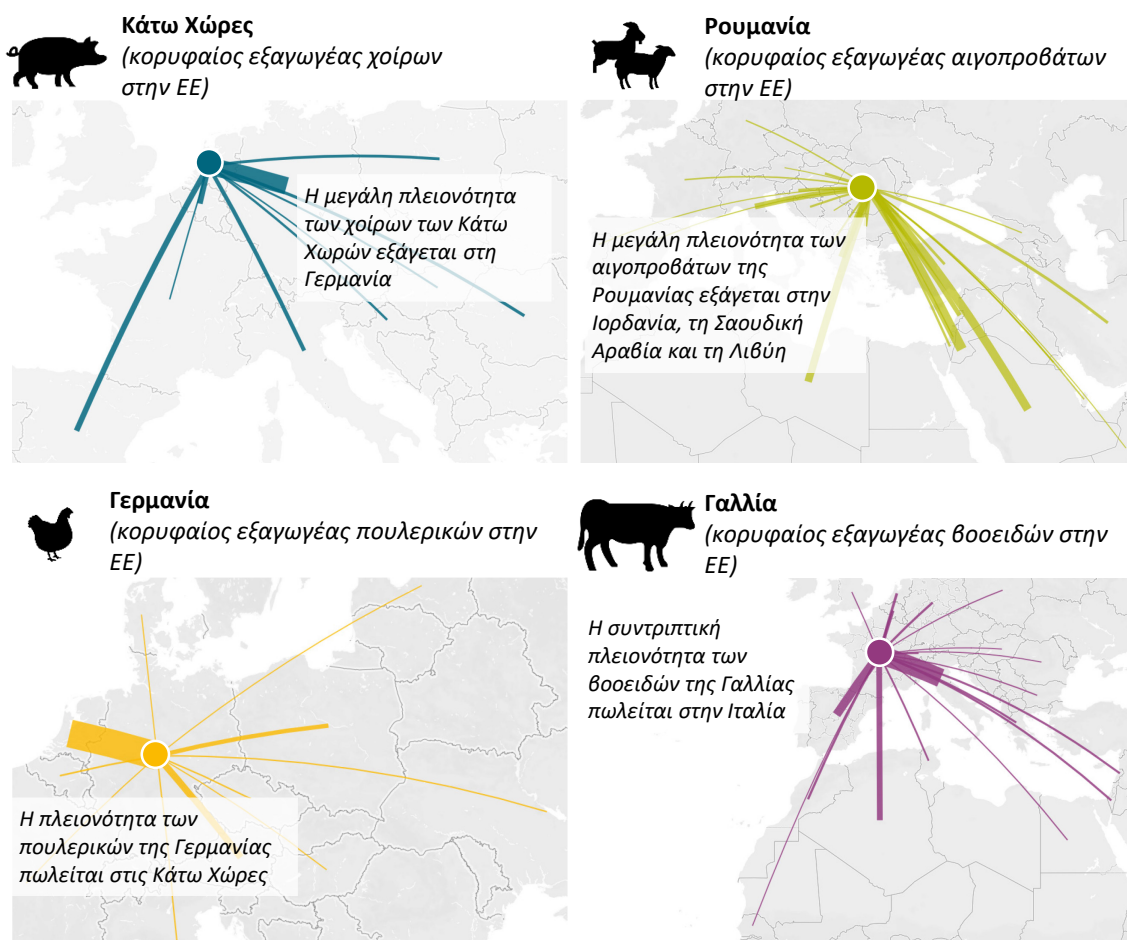 Κάτω Χώρες
(κορυφαίος εξαγωγέας χοίρων
στην ΕΕ)
Η μεγάλη πλειονότητα
των χοίρων των Κάτω
Χωρών εξάγεται στη
Γερμανία
Ρουμανία
(κορυφαίος εξαγωγέας αιγοπροβάτων
στην ΕΕ)
Η μεγάλη πλειονότητα των
αιγοπροβάτων της
Ρουμανίας εξάγεται στην
Ιορδανία, τη Σαουδική
Αραβία και τη Λιβύη
Γερμανία
(κορυφαίος εξαγωγέας πουλερικών στην
ΕΕ)
Η πλειονότητα των
πουλερικών της Γερμανίας
πωλείται στις Κάτω Χώρες
Γαλλία
(κορυφαίος εξαγωγέας βοοειδών στην
ΕΕ)
Η συντριπτική
πλειονότητα των
βοοειδών της Γαλλίας
πωλείται στην Ιταλία